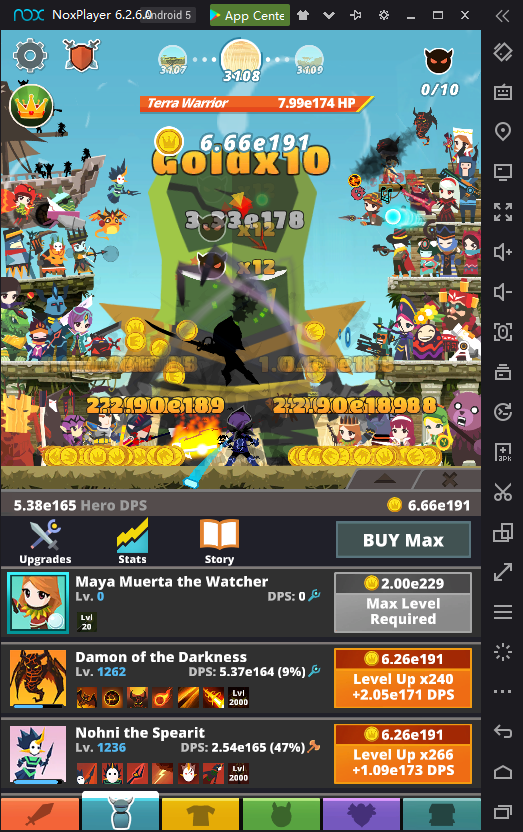 nox NoxPlayer 6.2.6.0 Android 5 App Cente
3107 3108 3109
Terra Warrior 7.99e174 HP
0/10
6.66e191
Goldx10
x12
x12
5.38e165 Hero DPS 6.66e191
Upgrades Stats Story BUY Max
Maya Muerta the Watcher
Lv. 0 DPS: 0
Lvl
20
2.00e229
Max Level
Required
Damon of the Darkness
Lv. 1262 DPS: 5.37e164 (9%)
Lvl
2000
6.26e191
Level Up x240
+2.05e171 DPS
Nohni the Spearit
Lv. 1236 DPS: 2.54e165 (47%)
Lvl
2000
6.26e191
Level Up x266
+1.09e173 DPS